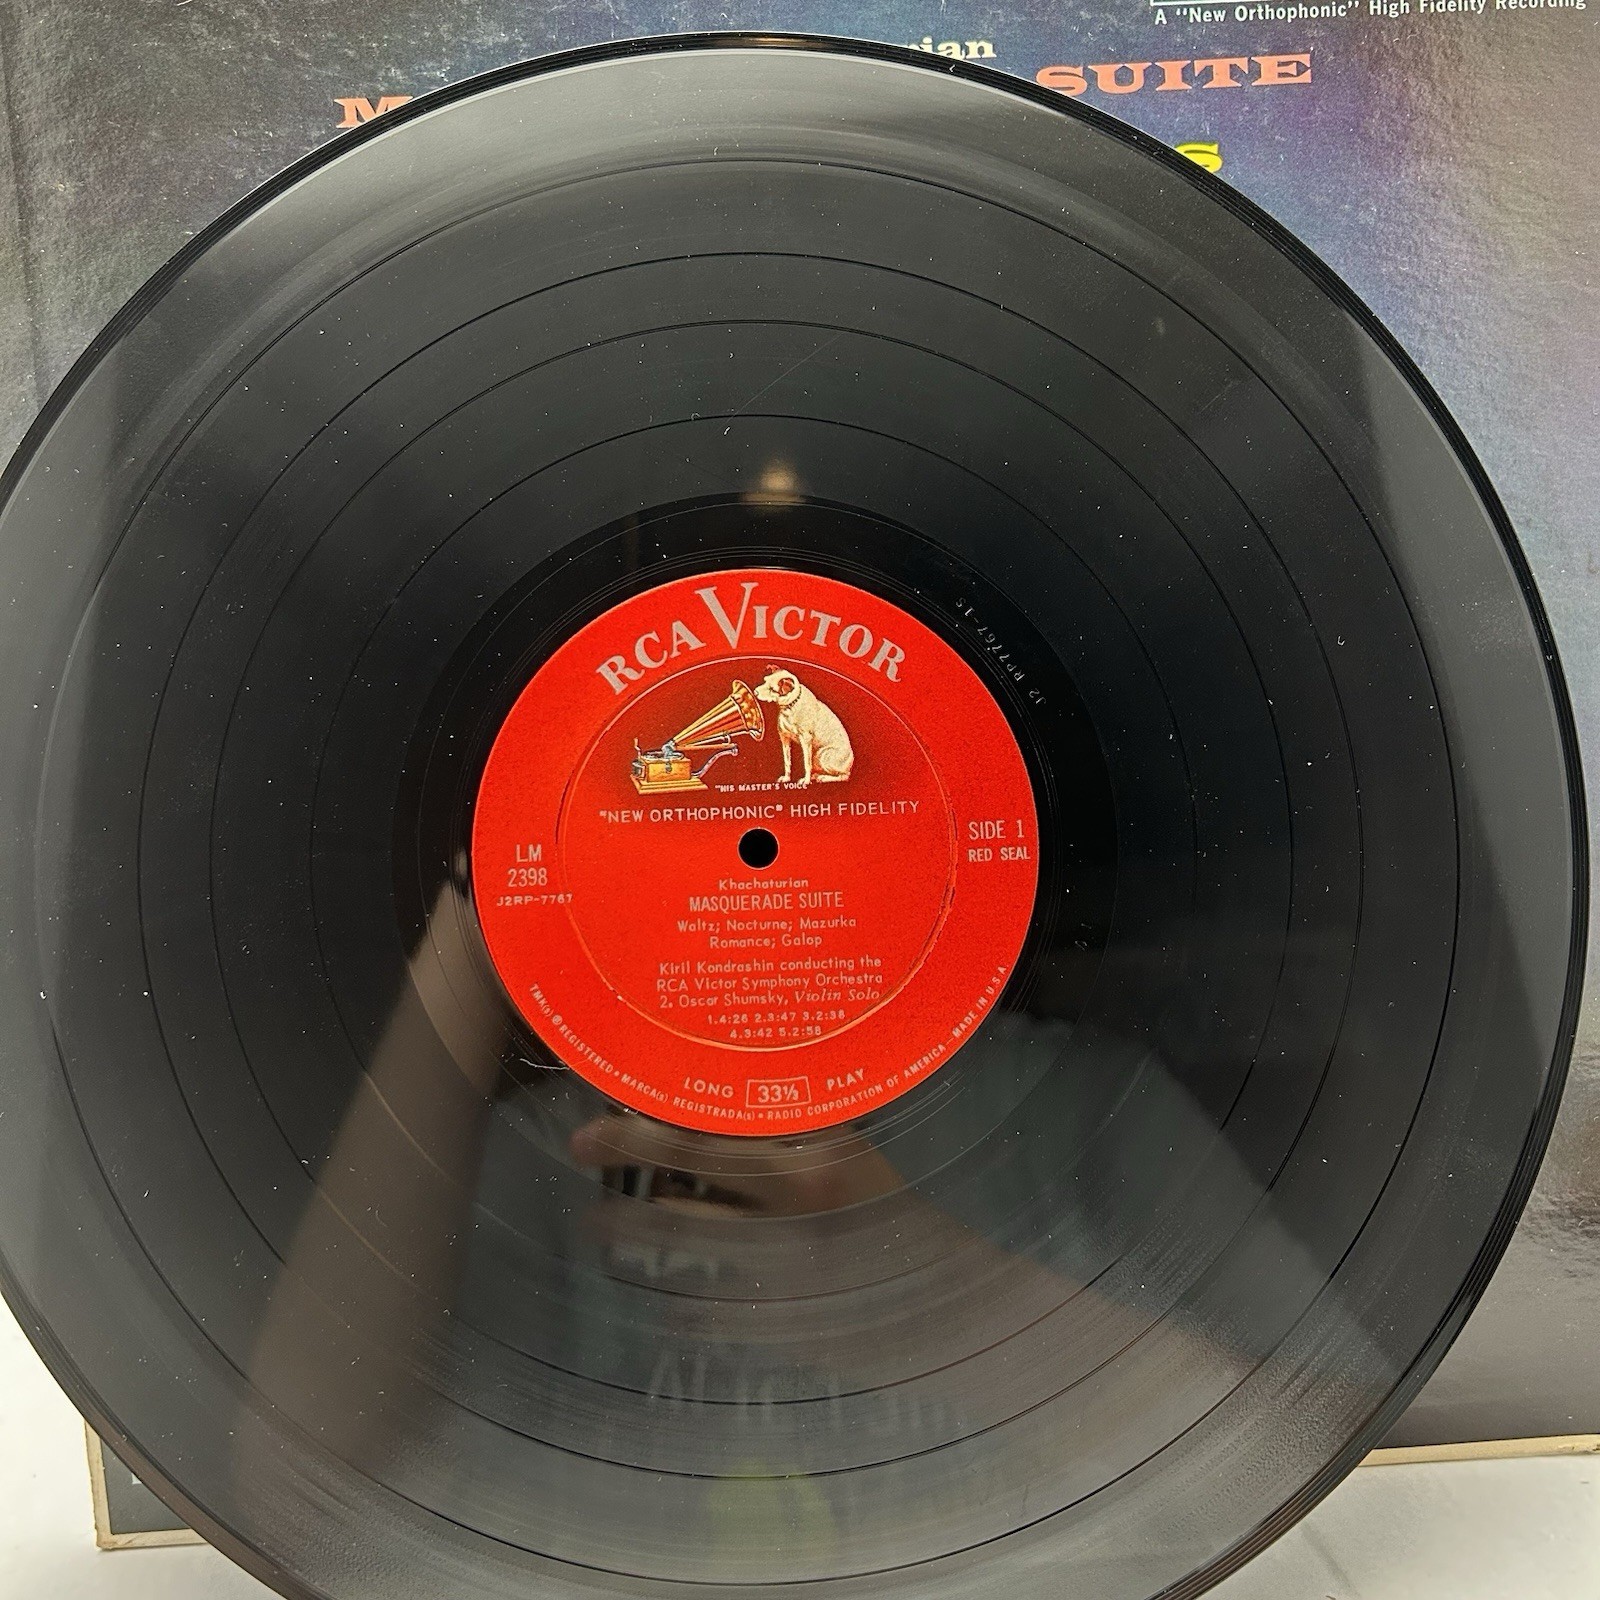 A "New Orthophonic" High Fidelity Recording
SUITE
RCA VICTOR
"HIS MASTER'S VOICE"
"NEW ORTHOPHONIC" HIGH FIDELITY
LM
2398
J2RP-7767
SIDE 1
RED SEAL
Khachaturian
MASQUERADE SUITE
Waltz; Nocturne; Mazurka
Romance; Galop
Kiril Kondrashin conducting the
RCA Victor Symphony Orchestra
2. Oscar Shumsky, Violin Solo
1.4:26 2.3:47 3.2:38
4.3:42 5.2:58
LONG 33⅓ PLAY
TMK(s) ® REGISTERED • MARCA(s) REGISTRADA(s) • RADIO CORPORATION OF AMERICA—MADE IN U.S.A.
J2 RP7767-1S